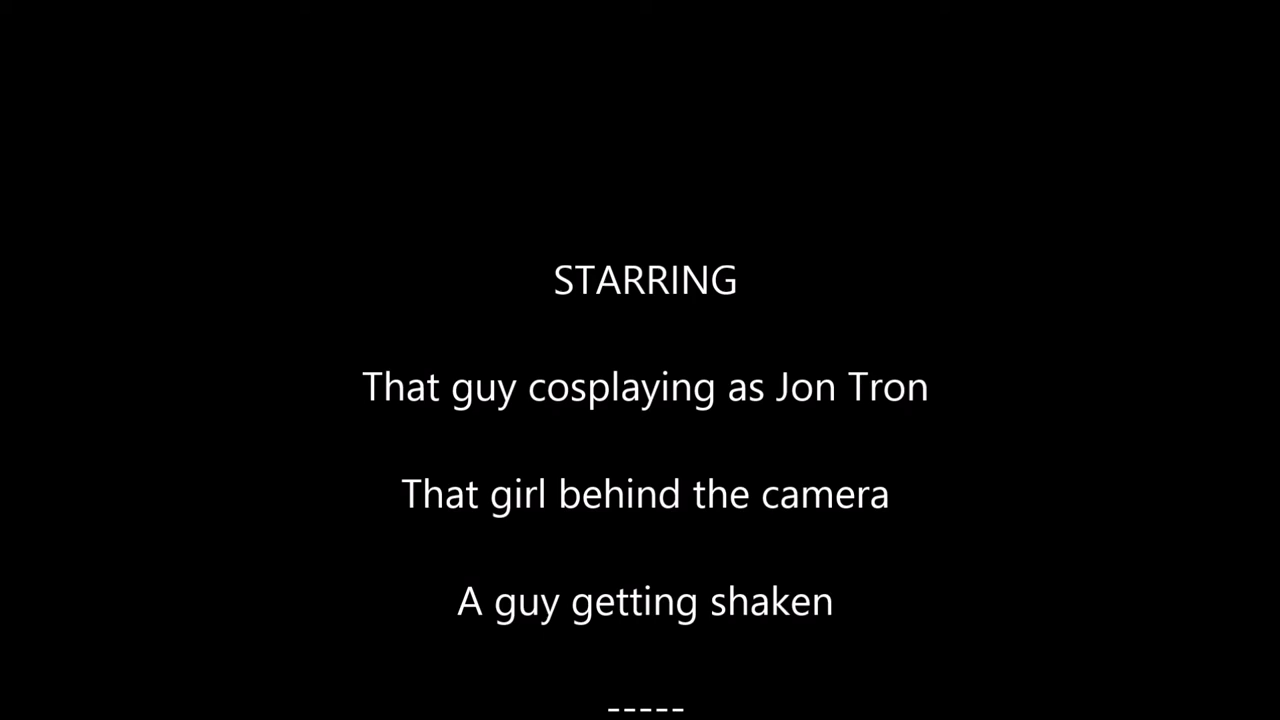 STARRING
That guy cosplaying as Jon Tron
That girl behind the camera
A guy getting shaken
-----